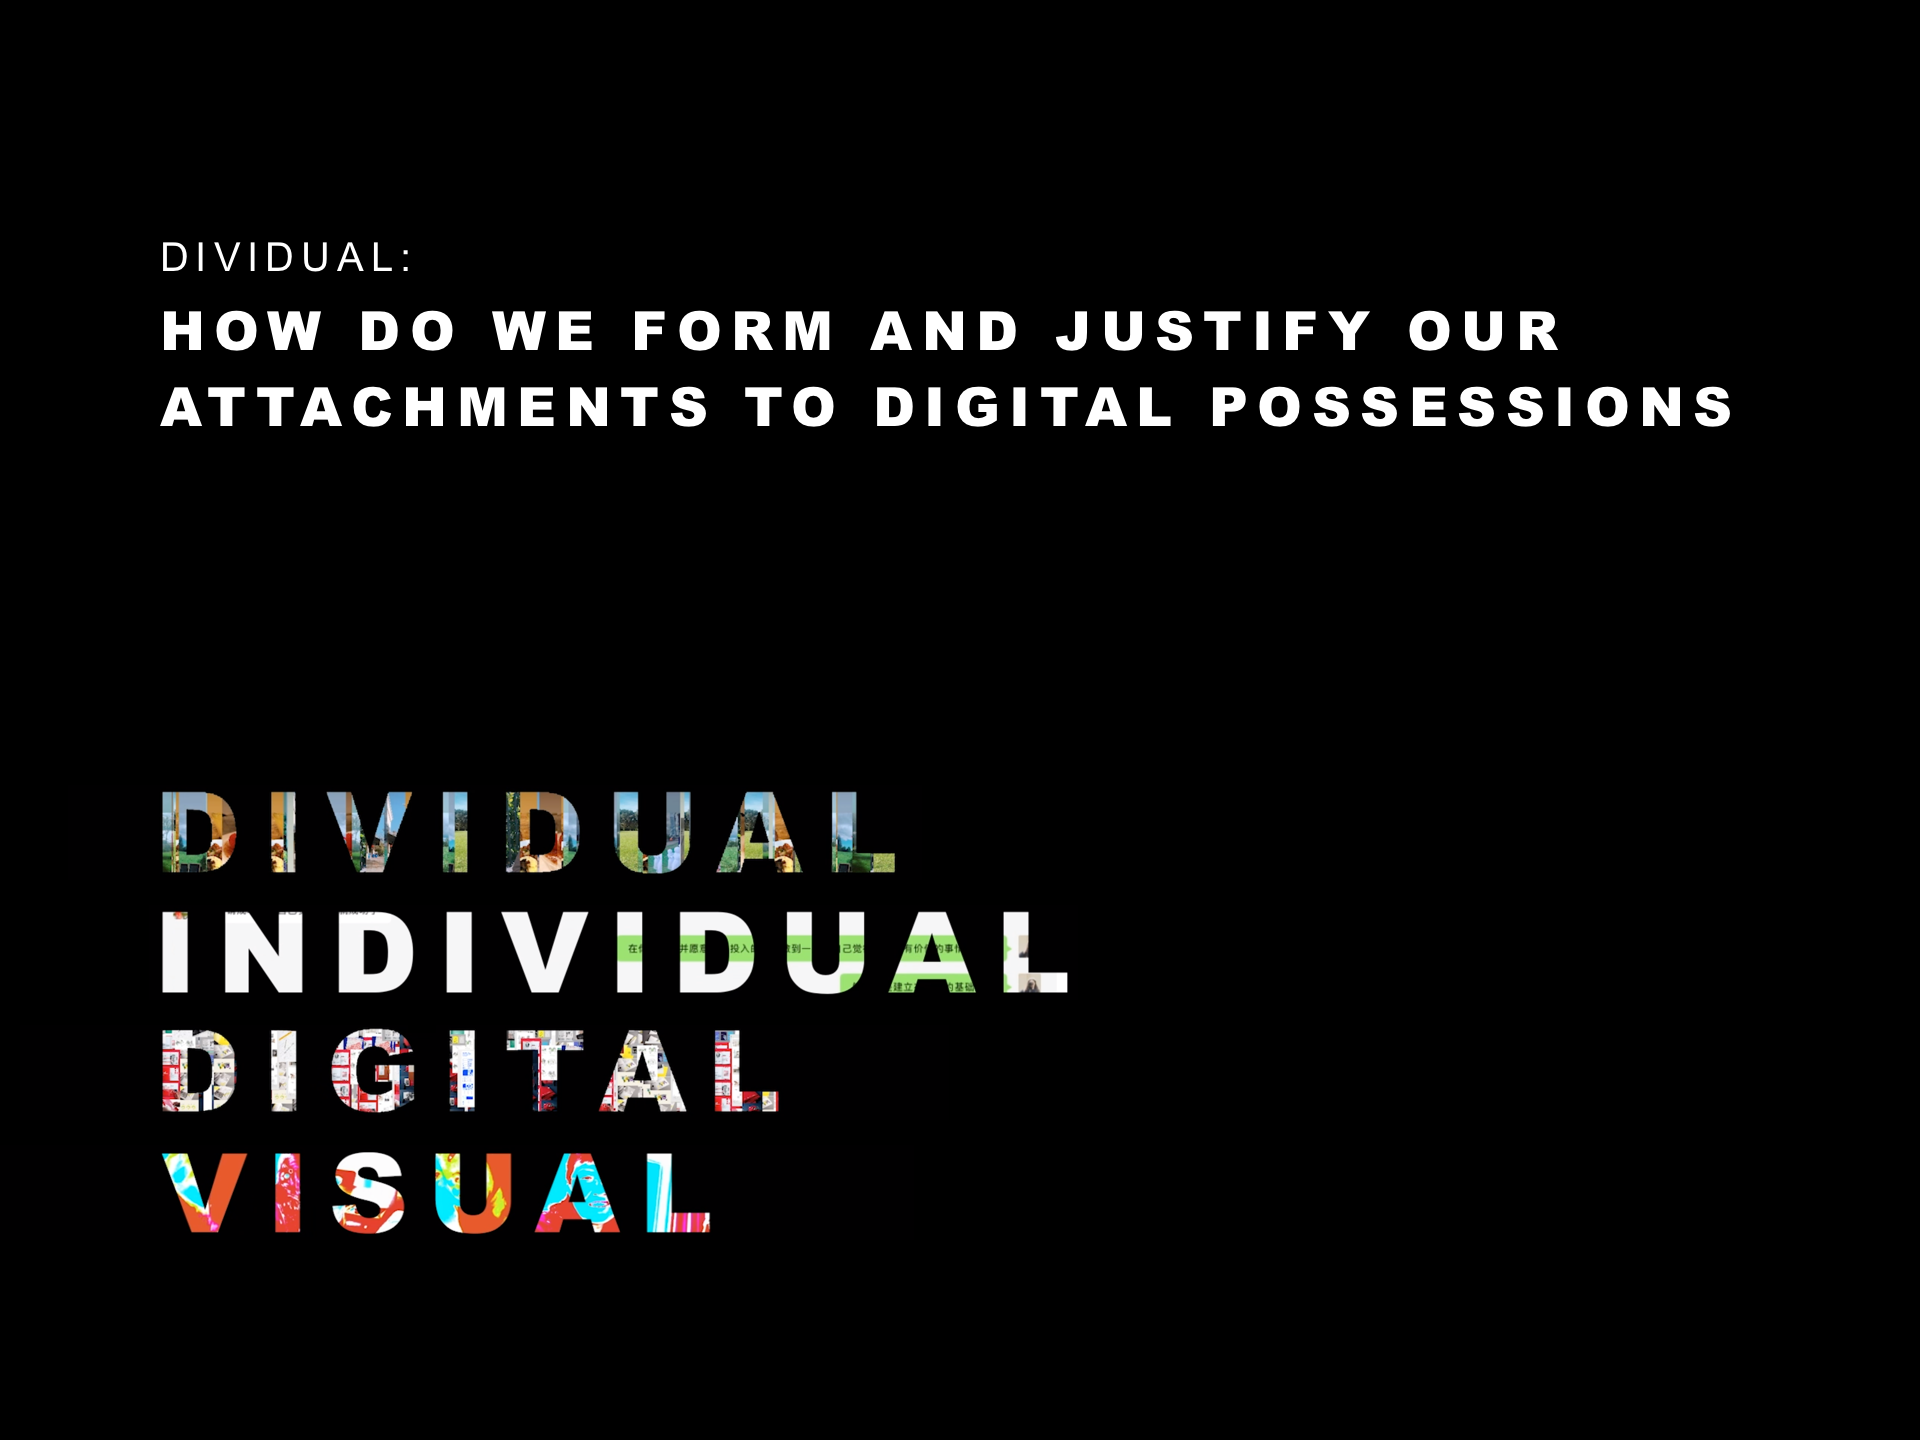 DIVIDUAL:
HOW DO WE FORM AND JUSTIFY OUR
ATTACHMENTS TO DIGITAL POSSESSIONS
DIVIDUAL
INDIVIDUAL
DIGITAL
VISUAL